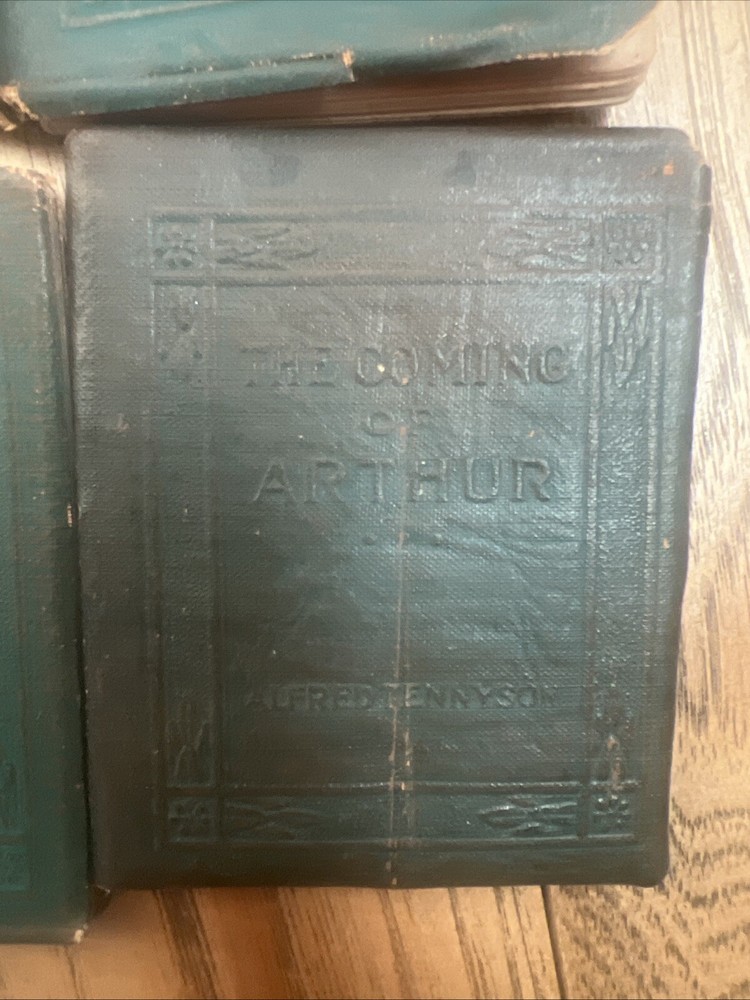 THE COMING
OF
ARTHUR
ALFRED TENNYSON